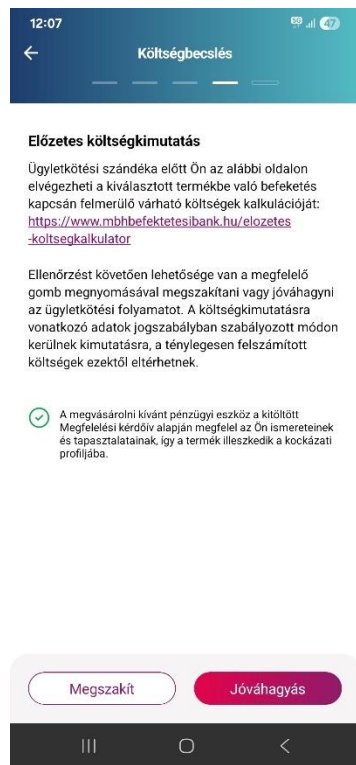 12:07
5G
47
Költségbecslés
Előzetes költségkimutatás
Ügyletkötési szándéka előtt Ön az alábbi oldalon
elvégezheti a kiválasztott termékbe való befeketés
kapcsán felmerülő várható költségek kalkulációját:
https://www.mbhbefektetesibank.hu/elozetes
-koltsegkalkulator
Ellenőrzést követően lehetősége van a megfelelő
gomb megnyomásával megszakítani vagy jóváhagyni
az ügyletkötési folyamatot. A költségkimutatásra
vonatkozó adatok jogszabályban szabályozott módon
kerülnek kimutatásra, a ténylegesen felszámított
költségek ezektől eltérhetnek.
A megvásárolni kívánt pénzügyi eszköz a kitöltött
Megfelelési kérdőív alapján megfelel az Ön ismereteinek
és tapasztalatainak, így a termék illeszkedik a kockázati
profiljába.
Megszakít
Jóváhagyás